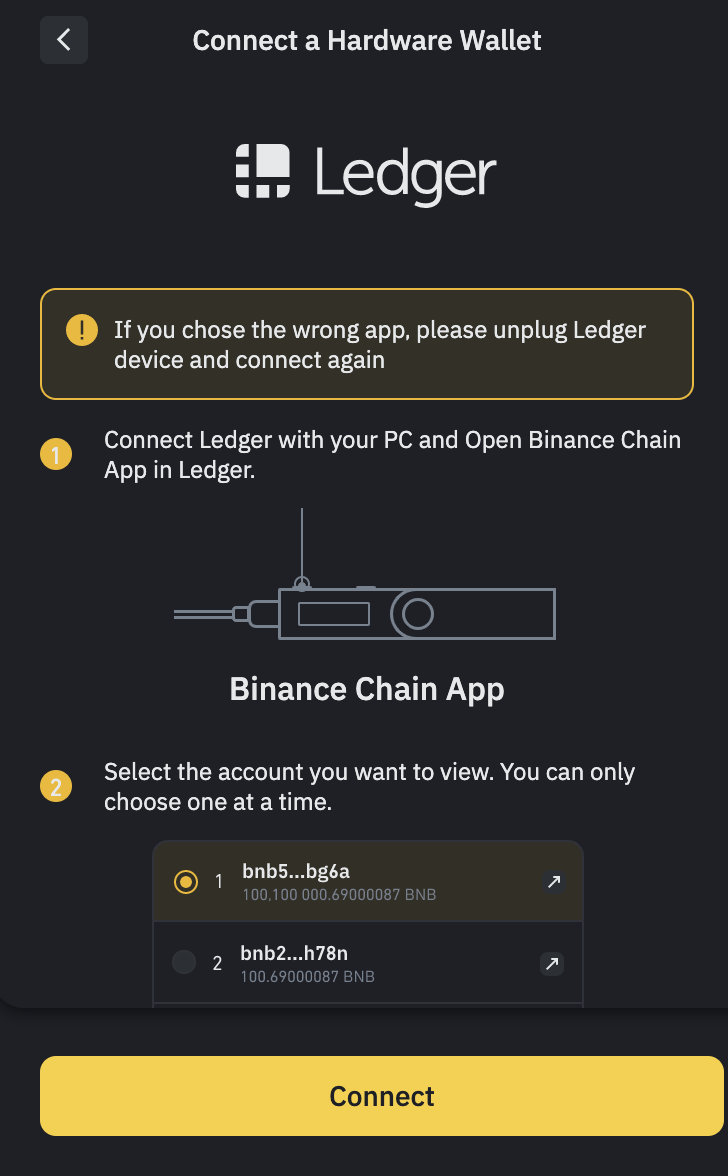 Connect a Hardware Wallet
Ledger
! If you chose the wrong app, please unplug Ledger
device and connect again
1 Connect Ledger with your PC and Open Binance Chain
App in Ledger.
Binance Chain App
2 Select the account you want to view. You can only
choose one at a time.
1 bnb5...bg6a
100,100 000.69000087 BNB
2 bnb2...h78n
100.69000087 BNB
Connect